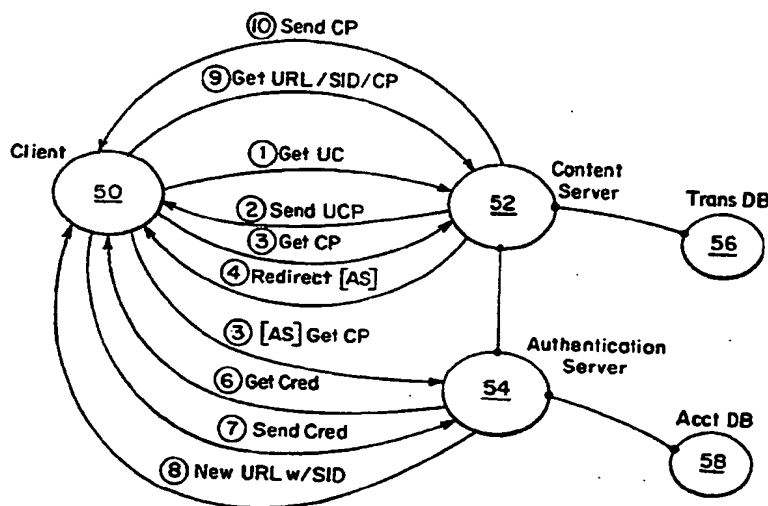 ⑩ Send CP
⑨ Get URL/SID/CP
Client
① Get UC
Content
Server
50
52
Trans DB
② Send UCP
56
③ Get CP
④ Redirect [AS]
③ [AS] Get CP
Authentication
Server
⑥ Get Cred
54
Acct DB
⑦ Send Cred
58
⑧ New URL w/SID